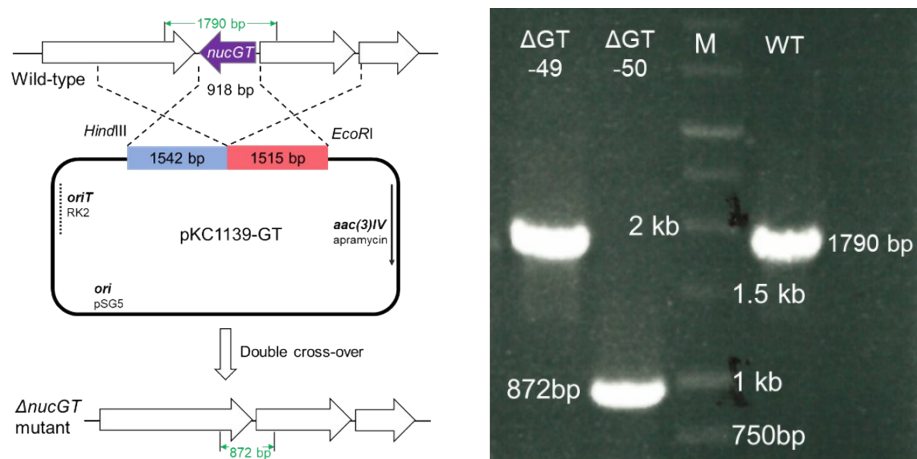 1790 bp
nucGT
Wild-type
918 bp
HindIII
EcoRI
1542 bp
1515 bp
oriT
RK2
pKC1139-GT
aac(3)IV
apramycin
ori
pSG5
Double cross-over
ΔnucGT
mutant
872 bp
ΔGT
-49
ΔGT
-50
M
WT
2 kb
1790 bp
1.5 kb
872bp
1 kb
750bp